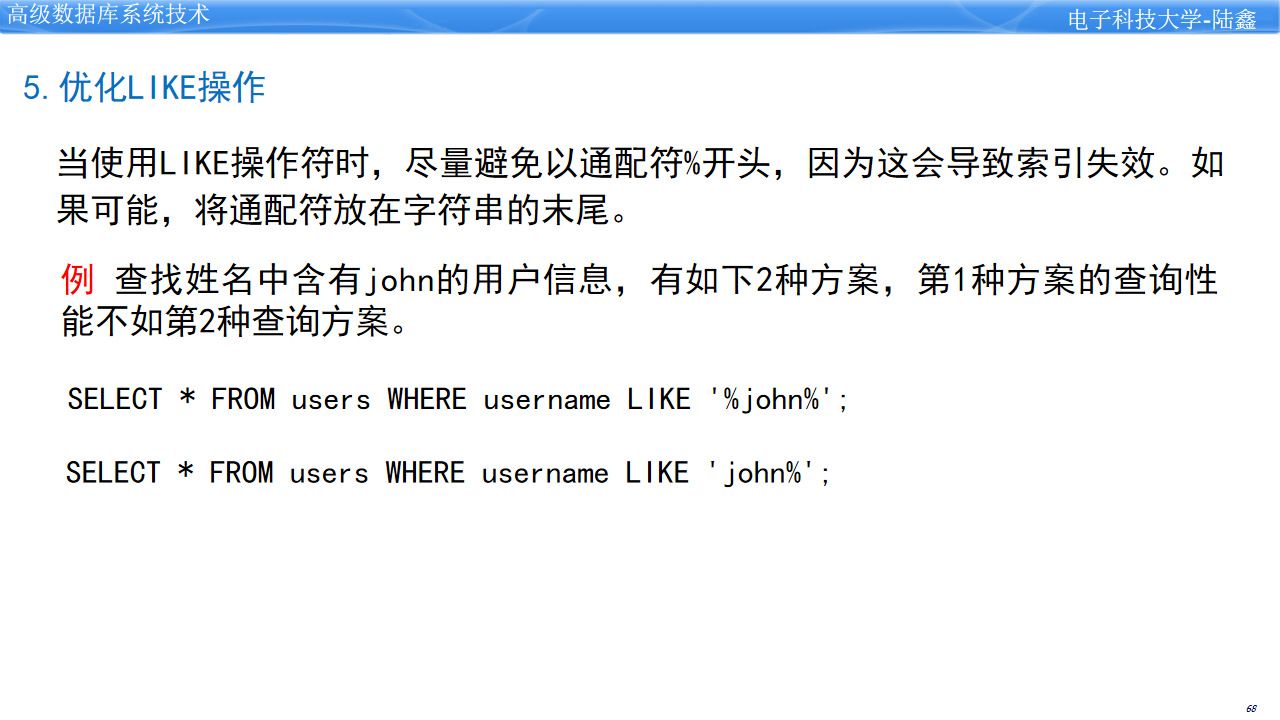 高级数据库系统技术
电子科技大学-陆鑫
5.优化LIKE操作
当使用LIKE操作符时，尽量避免以通配符%开头，因为这会导致索引失效。如
果可能，将通配符放在字符串的末尾。
例 查找姓名中含有john的用户信息，有如下2种方案，第1种方案的查询性
能不如第2种查询方案。
SELECT * FROM users WHERE username LIKE '%john%';
SELECT * FROM users WHERE username LIKE 'john%';
68